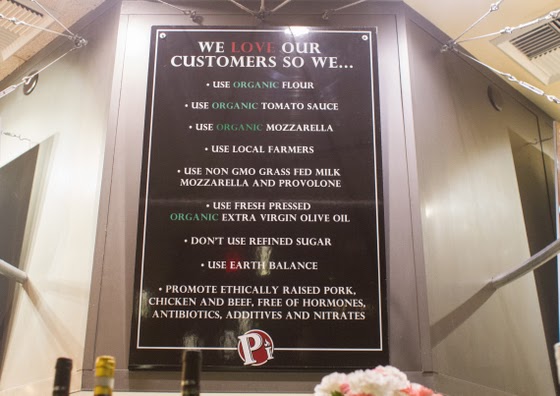 WE LOVE OUR
CUSTOMERS SO WE...
• USE ORGANIC FLOUR
• USE ORGANIC TOMATO SAUCE
• USE ORGANIC MOZZARELLA
• USE LOCAL FARMERS
• USE NON GMO GRASS FED MILK
MOZZARELLA AND PROVOLONE
• USE FRESH PRESSED
ORGANIC EXTRA VIRGIN OLIVE OIL
• DON'T USE REFINED SUGAR
• USE EARTH BALANCE
• PROMOTE ETHICALLY RAISED PORK,
CHICKEN AND BEEF, FREE OF HORMONES,
ANTIBIOTICS, ADDITIVES AND NITRATES
P